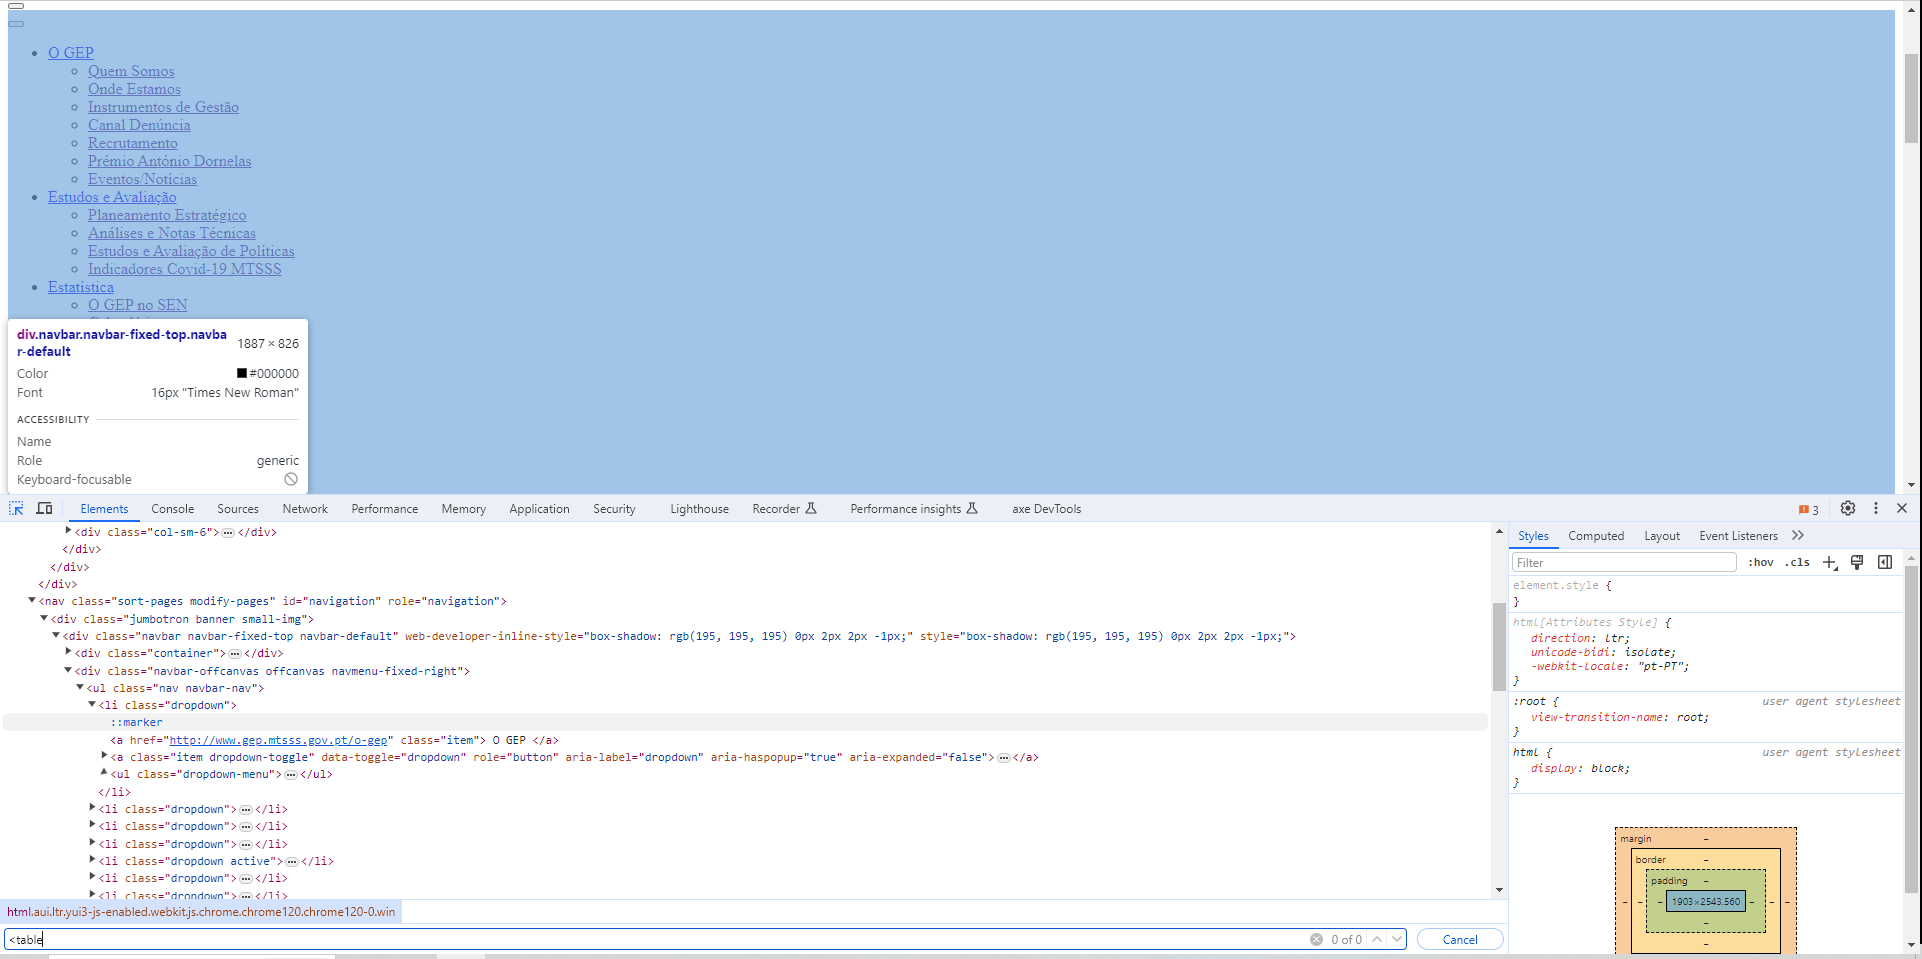 O GEP
Quem Somos
Onde Estamos
Instrumentos de Gestão
Canal Denúncia
Recrutamento
Prémio António Dornelas
Eventos/Notícias
Estudos e Avaliação
Planeamento Estratégico
Análises e Notas Técnicas
Estudos e Avaliação de Políticas
Indicadores Covid-19 MTSSS
Estatística
O GEP no SEN
div.navbar.navbar-fixed-top.navba
r-default
1887 × 826
Color #000000
Font 16px "Times New Roman"
ACCESSIBILITY
Name
Role generic
Keyboard-focusable
Elements Console Sources Network Performance Memory Application Security Lighthouse Recorder Performance insights axe DevTools 3
<div class="col-sm-6"> … </div>
</div>
</div>
</div>
<nav class="sort-pages modify-pages" id="navigation" role="navigation">
<div class="jumbotron banner small-img">
<div class="navbar navbar-fixed-top navbar-default" web-developer-inline-style="box-shadow: rgb(195, 195, 195) 0px 2px 2px -1px;" style="box-shadow: rgb(195, 195, 195) 0px 2px 2px -1px;">
<div class="container"> … </div>
<div class="navbar-offcanvas offcanvas navmenu-fixed-right">
<ul class="nav navbar-nav">
<li class="dropdown">
::marker
<a href="http://www.gep.mtsss.gov.pt/o-gep" class="item"> O GEP </a>
<a class="item dropdown-toggle" data-toggle="dropdown" role="button" aria-label="dropdown" aria-haspopup="true" aria-expanded="false"> … </a>
<ul class="dropdown-menu"> … </ul>
</li>
<li class="dropdown"> … </li>
<li class="dropdown"> … </li>
<li class="dropdown"> … </li>
<li class="dropdown active"> … </li>
<li class="dropdown"> … </li>
<li class="dropdown"> … </li>
html.aui.ltr.yui3-js-enabled.webkit.js.chrome.chrome120.chrome120-0.win
<table
0 of 0
Cancel
Styles Computed Layout Event Listeners
Filter :hov .cls
element.style {
}
html[Attributes Style] {
direction: ltr;
unicode-bidi: isolate;
-webkit-locale: "pt-PT";
}
:root { user agent stylesheet
view-transition-name: root;
}
html { user agent stylesheet
display: block;
}
margin –
border –
padding –
– – – 1903×2543.560 – – –
–
–